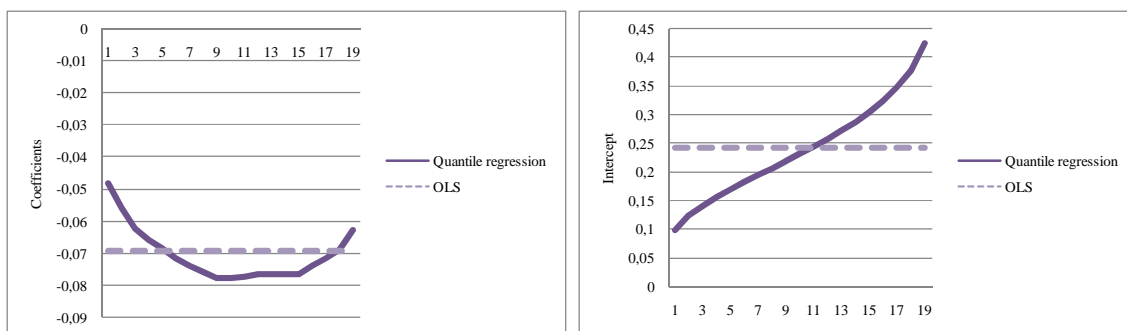 0
-0,01
-0,02
-0,03
-0,04
-0,05
-0,06
-0,07
-0,08
-0,09
1 3 5 7 9 11 13 15 17 19
Coefficients
Quantile regression
OLS
0,45
0,4
0,35
0,3
0,25
0,2
0,15
0,1
0,05
0
1 3 5 7 9 11 13 15 17 19
Intercept
Quantile regression
OLS